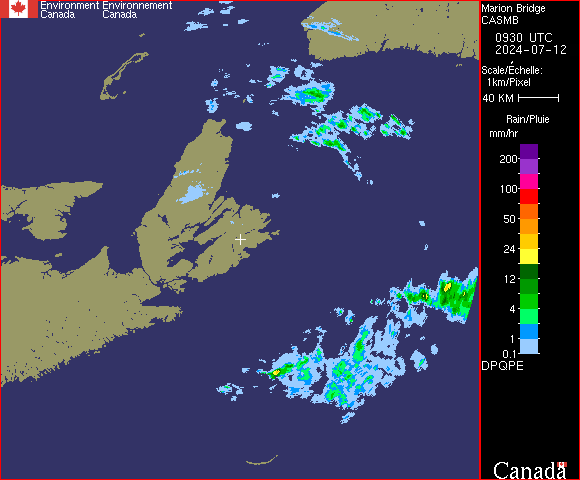 Environment Environnement
Canada Canada
Marion Bridge
CASMB
0930 UTC
2024-07-12
Scale/Échelle:
1km/Pixel
40 KM
Rain/Pluie
mm/hr
200
100
50
24
12
4
1
0.1
DPQPE
Canada